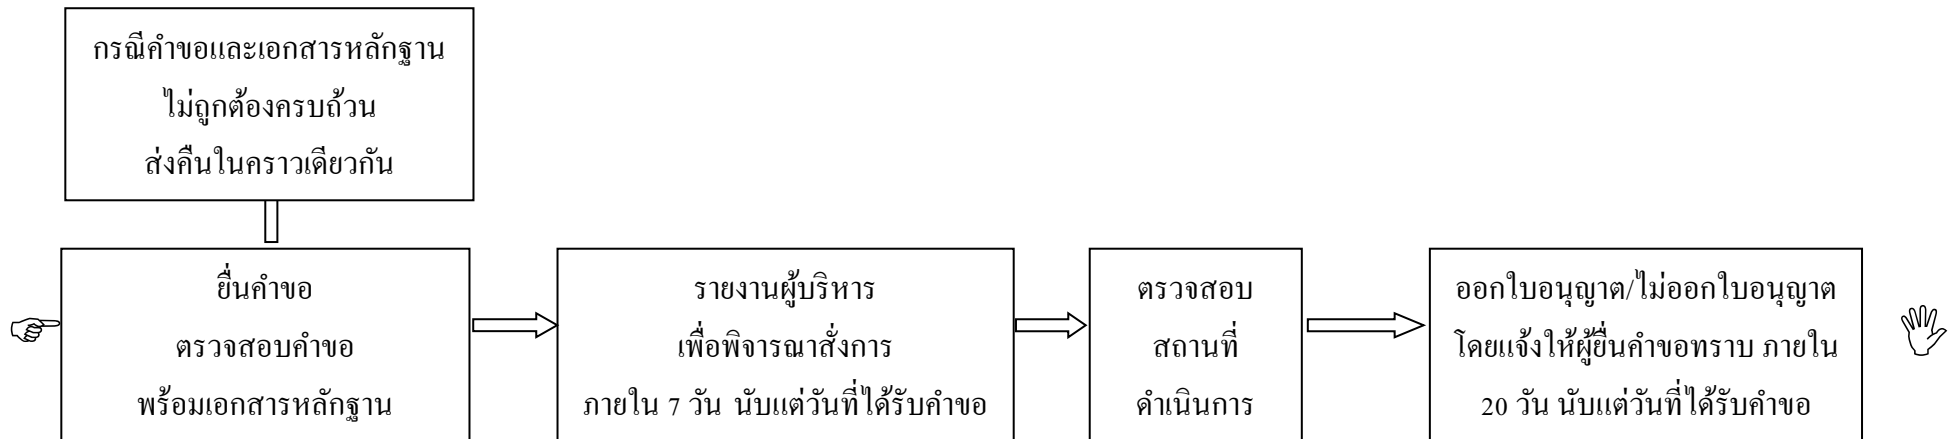 กรณีคำขอและเอกสารหลักฐาน
ไม่ถูกต้องครบถ้วน
ส่งคืนในคราวเดียวกัน
ยื่นคำขอ
ตรวจสอบคำขอ
พร้อมเอกสารหลักฐาน
รายงานผู้บริหาร
เพื่อพิจารณาสั่งการ
ภายใน 7 วัน นับแต่วันที่ได้รับคำขอ
ตรวจสอบ
สถานที่
ดำเนินการ
ออกใบอนุญาต/ไม่ออกใบอนุญาต
โดยแจ้งให้ผู้ยื่นคำขอทราบ ภายใน
20 วัน นับแต่วันที่ได้รับคำขอ